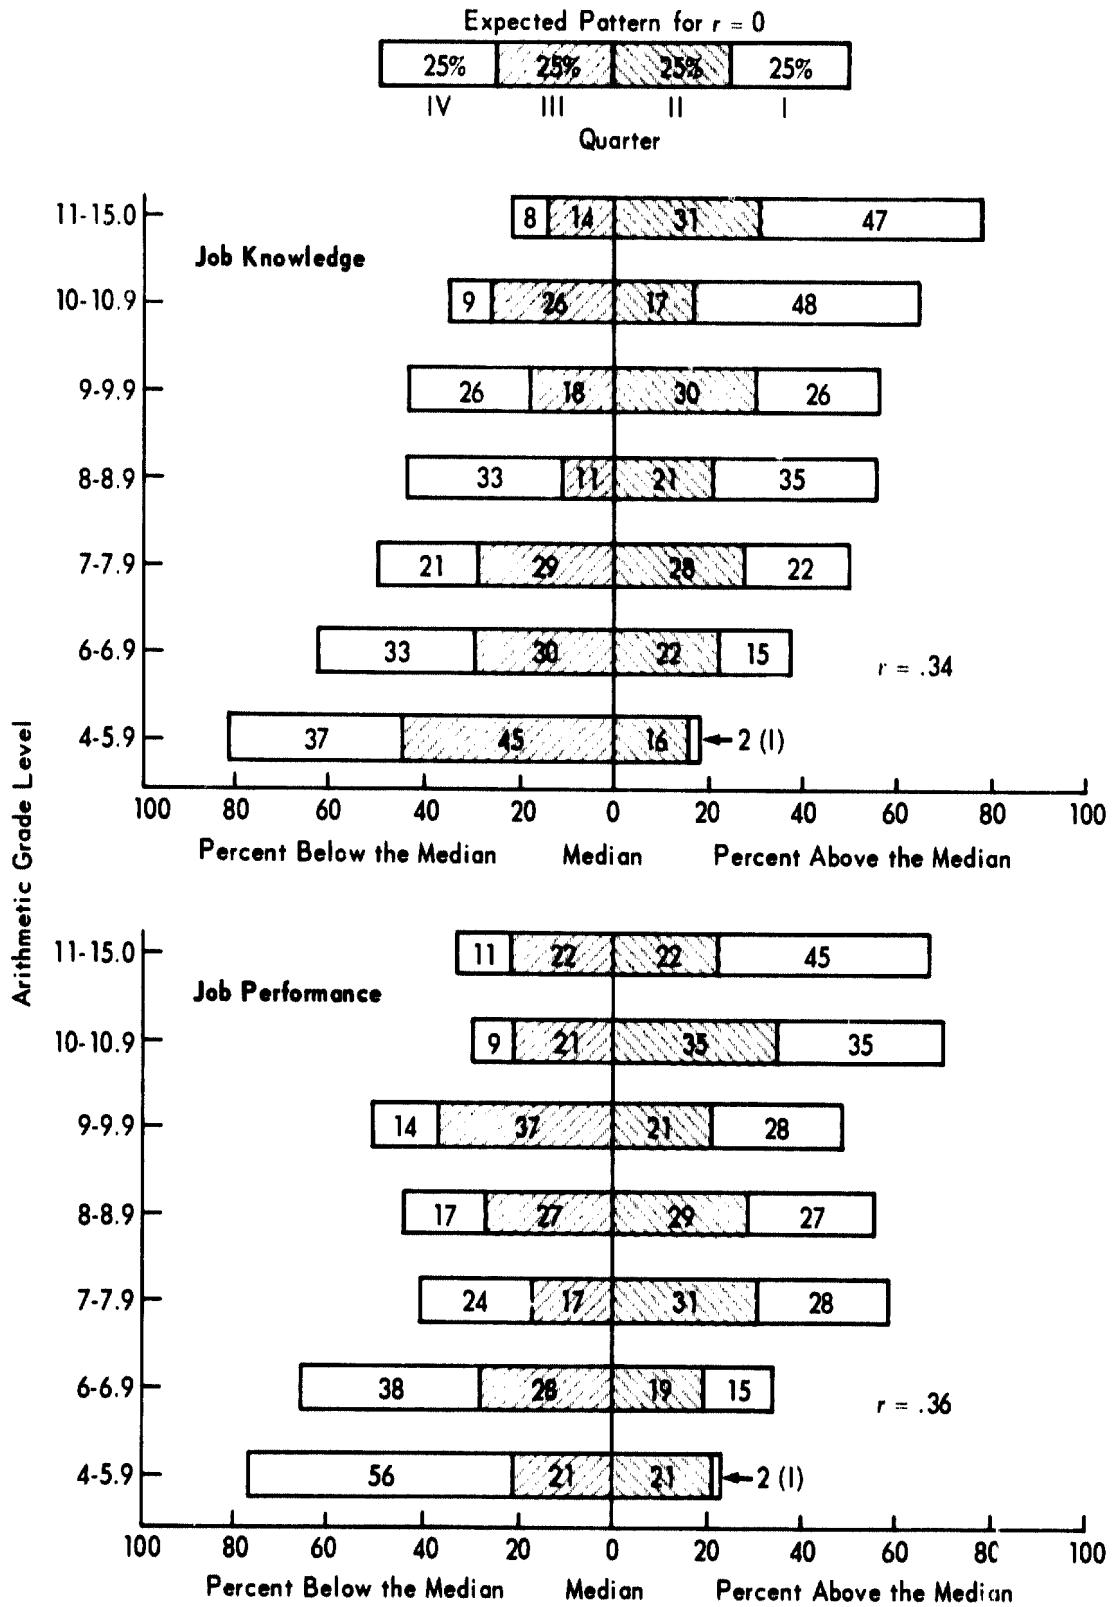 Expected Pattern for r = 0
25% 25% 25% 25%
IV III II I
Quarter
Arithmetic Grade Level
Job Knowledge
11-15.0 8 14 31 47
10-10.9 9 26 17 48
9-9.9 26 18 30 26
8-8.9 33 11 21 35
7-7.9 21 29 28 22
6-6.9 33 30 22 15
r = .34
4-5.9 37 45 16 2 (I)
100 80 60 40 20 0 20 40 60 80 100
Percent Below the Median Median Percent Above the Median
11-15.0 11 22 22 45
Job Performance
10-10.9 9 21 35 35
9-9.9 14 37 21 28
8-8.9 17 27 29 27
7-7.9 24 17 31 28
6-6.9 38 28 19 15
r = .36
4-5.9 56 21 21 2 (I)
100 80 60 40 20 0 20 40 60 80 100
Percent Below the Median Median Percent Above the Median